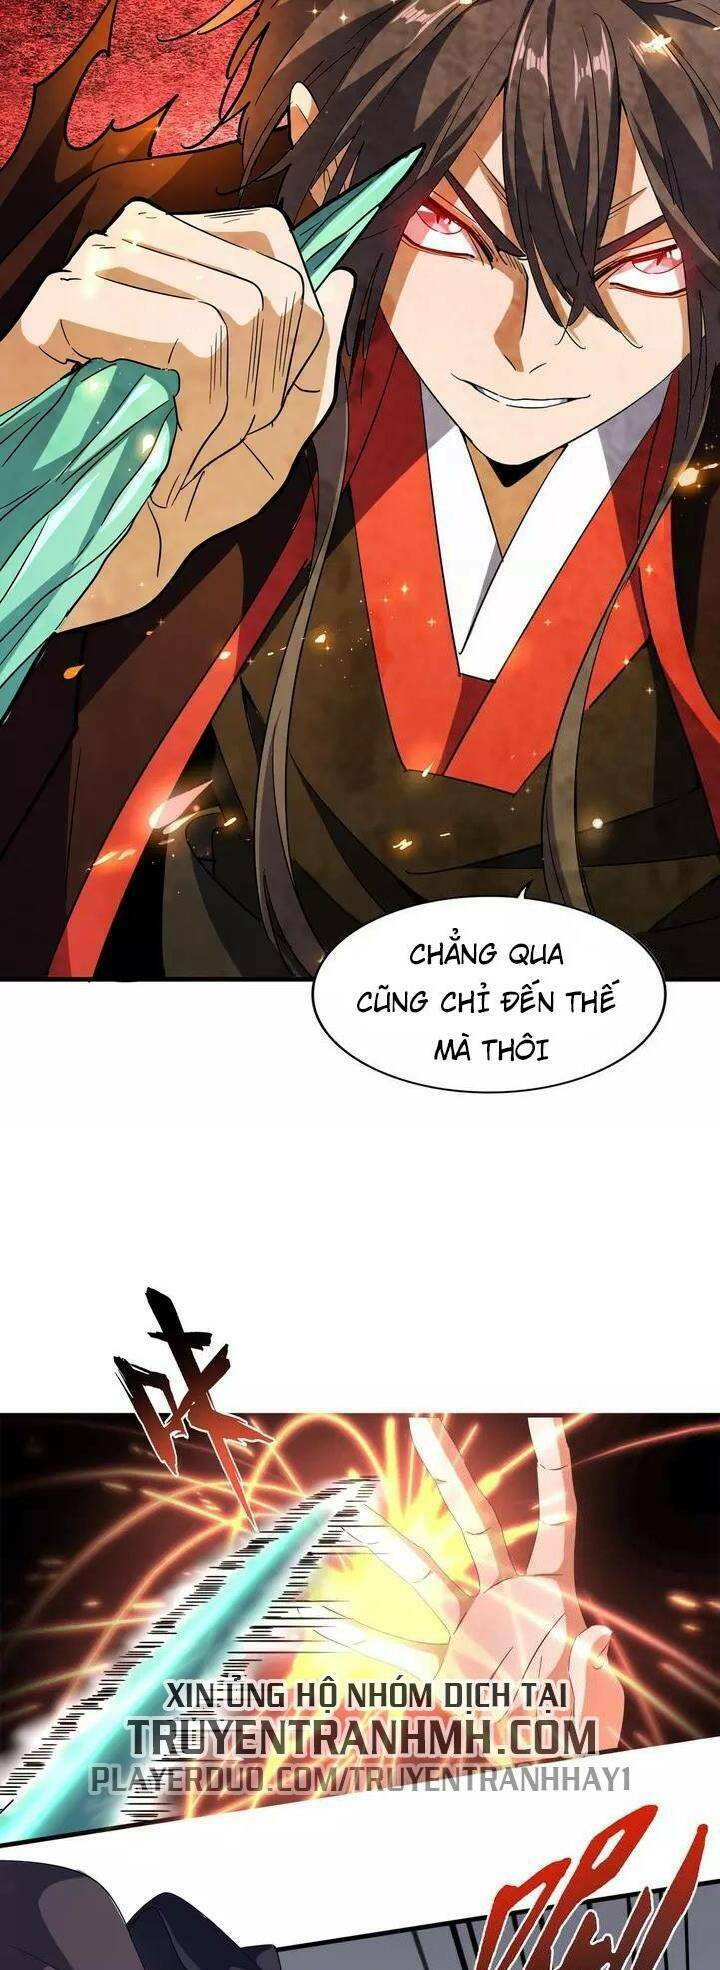 CHẲNG QUA
CŨNG CHỈ ĐẾN THẾ
MÀ THÔI
XIN ỦNG HỘ NHÓM DỊCH TẠI
TRUYENTRANHMH.COM
PLAYERDUO.COM/TRUYENTRANHHAY1